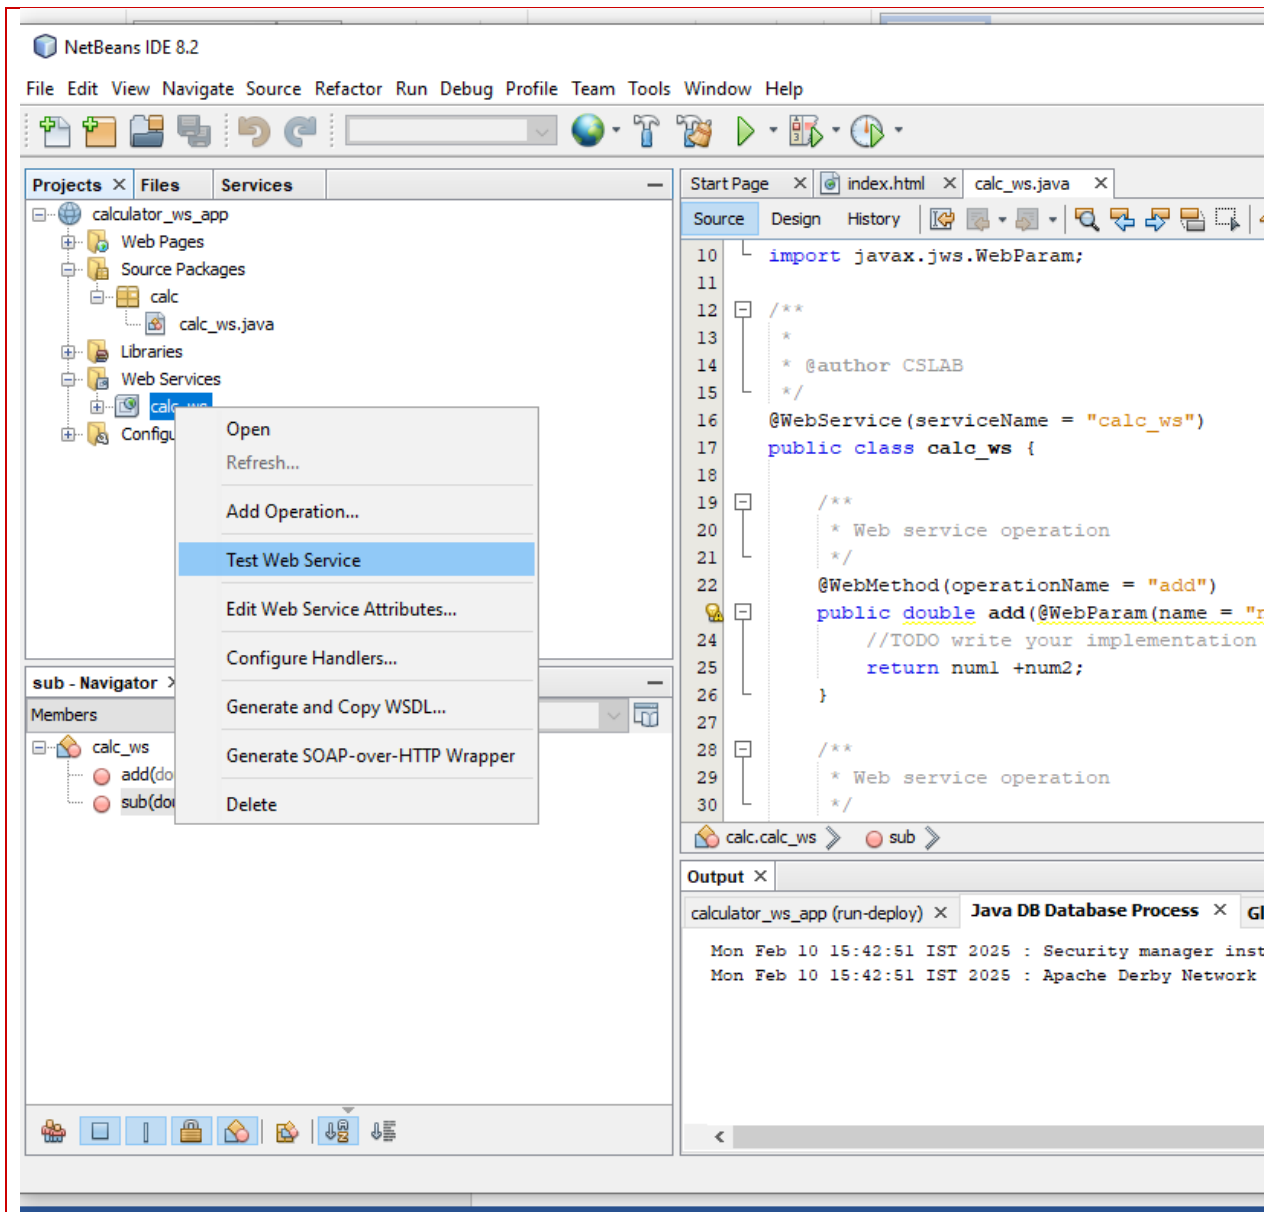 NetBeans IDE 8.2
File Edit View Navigate Source Refactor Run Debug Profile Team Tools Window Help
Projects Files Services
calculator_ws_app
Web Pages
Source Packages
calc
calc_ws.java
Libraries
Web Services
calc_ws
Configu
Open
Refresh...
Add Operation...
Test Web Service
Edit Web Service Attributes...
Configure Handlers...
Generate and Copy WSDL...
Generate SOAP-over-HTTP Wrapper
Delete
sub - Navigator
Members
calc_ws
add(do
sub(dou
Start Page index.html calc_ws.java
Source Design History
10 import javax.jws.WebParam;
11
12 /**
13 *
14 * @author CSLAB
15 */
16 @WebService(serviceName = "calc_ws")
17 public class calc_ws {
18
19 /**
20 * Web service operation
21 */
22 @WebMethod(operationName = "add")
public double add(@WebParam(name = "n
24 //TODO write your implementation
25 return num1 +num2;
26 }
27
28 /**
29 * Web service operation
30 */
calc.calc_ws sub
Output
calculator_ws_app (run-deploy) Java DB Database Process Gl
Mon Feb 10 15:42:51 IST 2025 : Security manager inst
Mon Feb 10 15:42:51 IST 2025 : Apache Derby Network